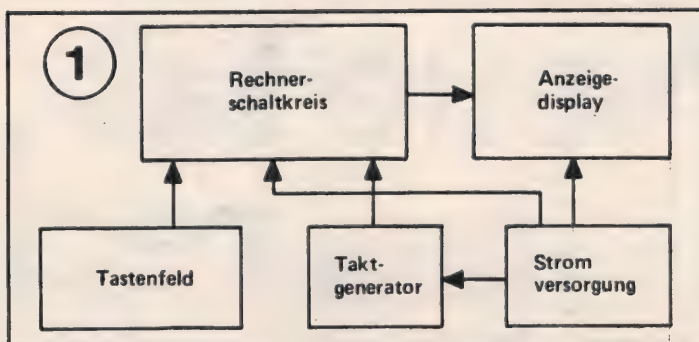 1
Rechner-
schaltkreis
Anzeige-
display
Tastenfeld
Takt-
generator
Strom
versorgung